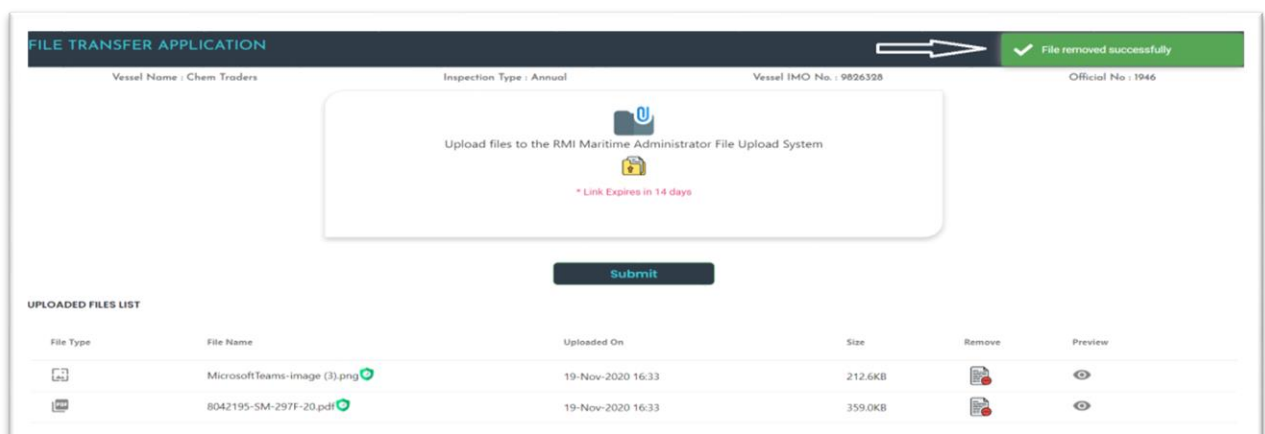 FILE TRANSFER APPLICATION
File removed successfully
Vessel Name : Chem Traders Inspection Type : Annual Vessel IMO No. : 9826328 Official No : 1946
Upload files to the RMI Maritime Administrator File Upload System
* Link Expires in 14 days
Submit
UPLOADED FILES LIST
File Type File Name Uploaded On Size Remove Preview
MicrosoftTeams-image (3).png 19-Nov-2020 16:33 212.6KB
PDF 8042195-SM-297F-20.pdf 19-Nov-2020 16:33 359.0KB